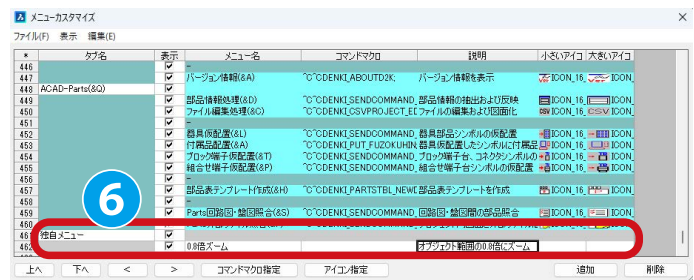 メニューカスタマイズ
ファイル(F) 表示 編集(E)
* タブ名 表示 メニュー名 コマンドマクロ 説明 小さいアイコ 大きいアイコ
446 -
447 バージョン情報(&A) ^C^CDENKI_ABOUTD2K; バージョン情報を表示 ICON_16_ ICON_
448 ACAD-Parts(&Q)
449 部品情報処理(&D) ^C^CDENKI_SENDCOMMAND_ 部品情報の抽出および反映 ICON_16_ ICON_
450 ファイル編集処理(&C) ^C^CDENKI_CSVPROJECT_EC ファイルの編集および図面化 CSV ICON_16_ CSV ICON_
451 -
452 器具仮配置(&L) ^C^CDENKI_SENDCOMMAND_ 器具部品シンボルの仮配置 ICON_16_ ICON_
453 付属品配置(&A) ^C^CDENKI_PUT_FUZOKUHIN; 器具仮配置したシンボルに付属品 ICON_16_ ICON_
454 ブロック端子仮配置(&T) ^C^CDENKI_SENDCOMMAND_ ブロック端子台、コネクタシンボルの ICON_16_ ICON_
455 組合せ端子仮配置(&P) ^C^CDENKI_SENDCOMMAND_ 組合せ端子台シンボルの仮配置 ICON_16_ ICON_
456 -
457 部品表テンプレート作成(&H) ^C^CDENKI_PARTSTBL_NEWE 部品表テンプレートを作成 ICON_16_ ICON_
458 -
459 Parts回路図・盤図照合(&S) ^C^CDENKI_SENDCOMMAND_ 回路図・盤図間の部品照合 ICON_16_ ICON_
460
461 独自メニュー
462 0.8倍ズーム オブジェクト範囲の0.8倍にズーム
6
上へ 下へ < > コマンドマクロ指定 アイコン指定 追加 削除